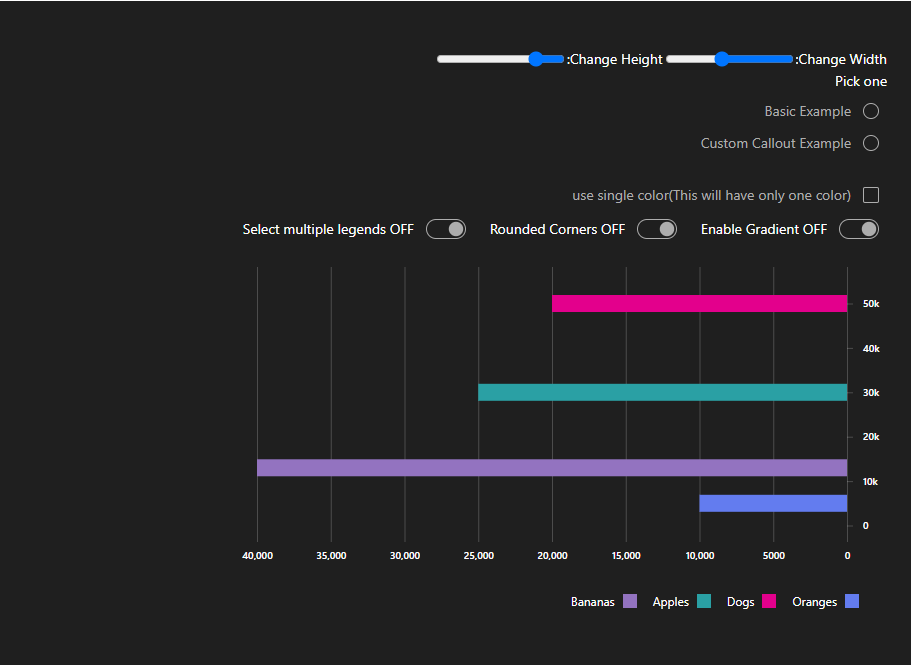 :Change Width :Change Height
Pick one
Basic Example
Custom Callout Example
use single color(This will have only one color)
Enable Gradient OFF Rounded Corners OFF Select multiple legends OFF
50k
40k
30k
20k
10k
0
40,000 35,000 30,000 25,000 20,000 15,000 10,000 5000 0
Oranges Dogs Apples Bananas